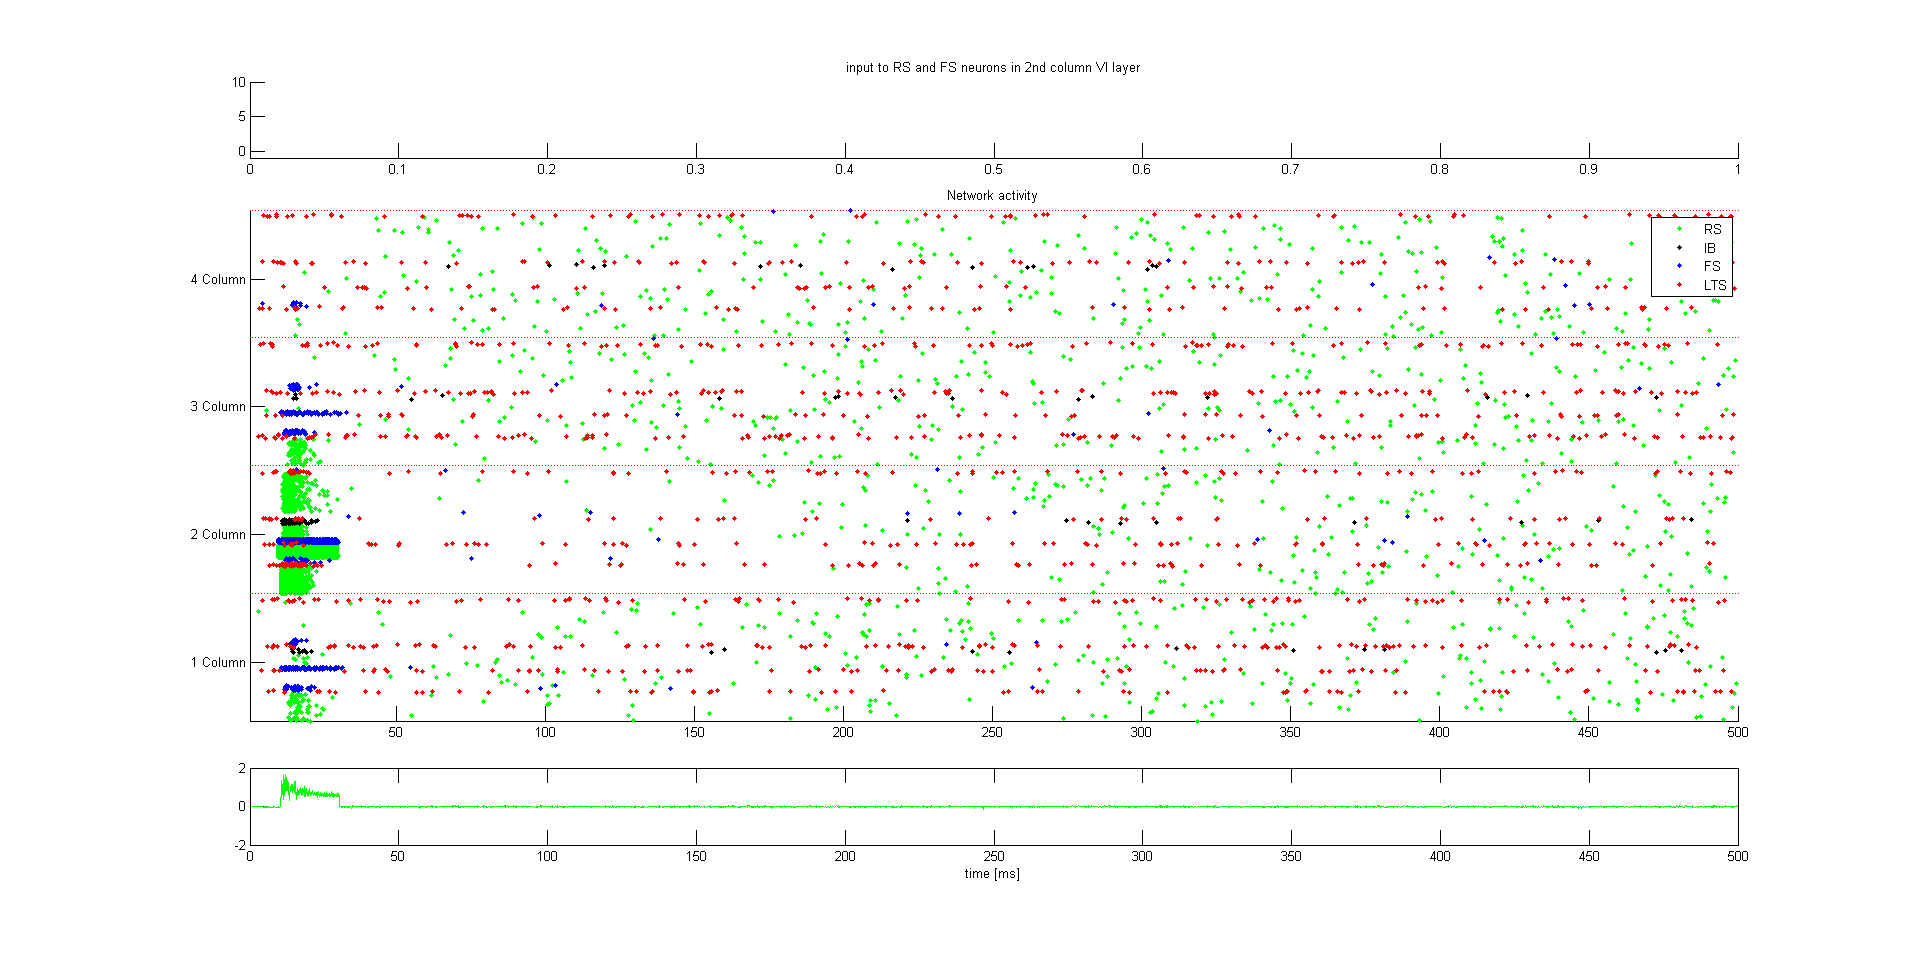 input to RS and FS neurons in 2nd column VI layer
10
5
0
0 0.1 0.2 0.3 0.4 0.5 0.6 0.7 0.8 0.9 1
Network activity
RS
IB
FS
LTS
4 Column
3 Column
2 Column
1 Column
50 100 150 200 250 300 350 400 450 500
2
0
-2
0 50 100 150 200 250 300 350 400 450 500
time [ms]